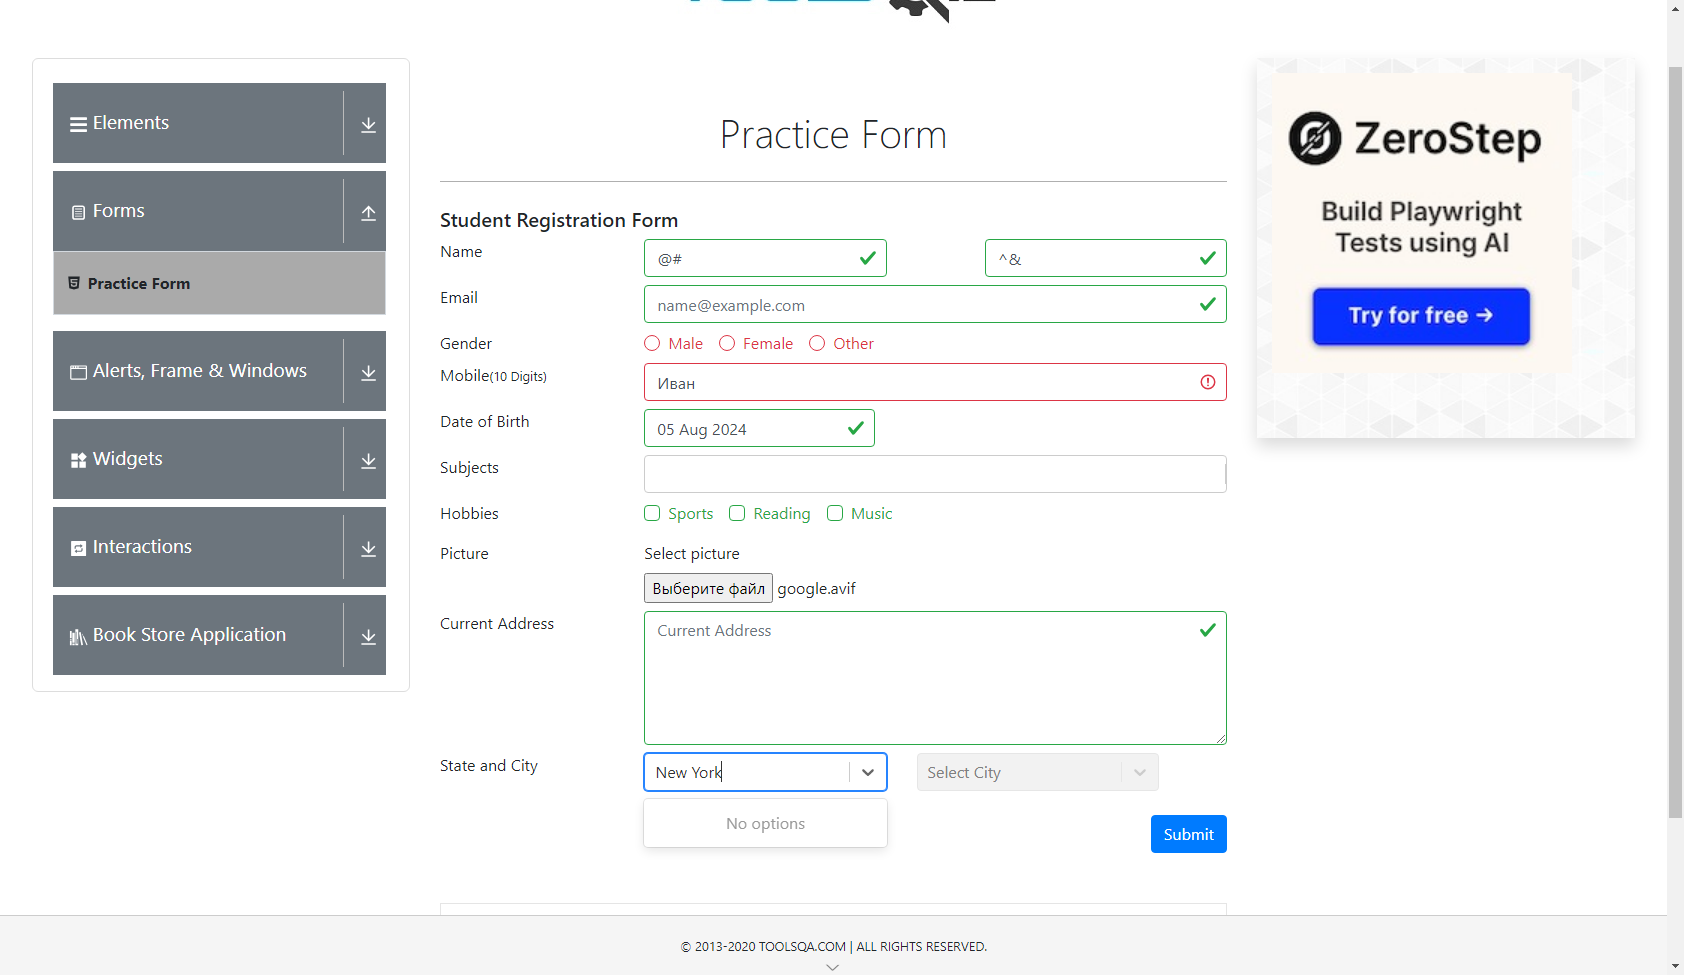 Elements
Forms
Practice Form
Alerts, Frame & Windows
Widgets
Interactions
Book Store Application
Practice Form
Student Registration Form
Name @# ^&
Email name@example.com
Gender Male Female Other
Mobile(10 Digits) Иван
Date of Birth 05 Aug 2024
Subjects
Hobbies Sports Reading Music
Picture Select picture
Выберите файл google.avif
Current Address Current Address
State and City New York Select City
No options
Submit
ZeroStep
Build Playwright
Tests using AI
Try for free →
© 2013-2020 TOOLSQA.COM | ALL RIGHTS RESERVED.